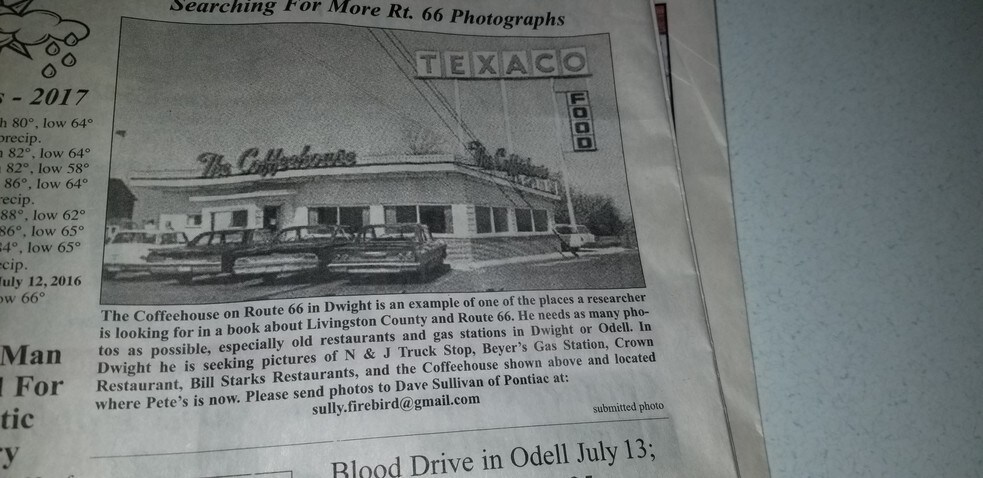 Searching For More Rt. 66 Photographs
TEXACO
FOOD
The Coffeehouse
The Coffeehouse
The Coffeehouse on Route 66 in Dwight is an example of one of the places a researcher
is looking for in a book about Livingston County and Route 66. He needs as many pho-
tos as possible, especially old restaurants and gas stations in Dwight or Odell. In
Dwight he is seeking pictures of N & J Truck Stop, Beyer's Gas Station, Crown
Restaurant, Bill Starks Restaurants, and the Coffeehouse shown above and located
where Pete's is now. Please send photos to Dave Sullivan of Pontiac at:
sully.firebird@gmail.com
submitted photo
Blood Drive in Odell July 13;
- 2017
80°, low 64°
precip.
82°, low 64°
82°, low 58°
86°, low 64°
88°, low 62°
86°, low 65°
low 65°
July 12, 2016
66°
Man
For